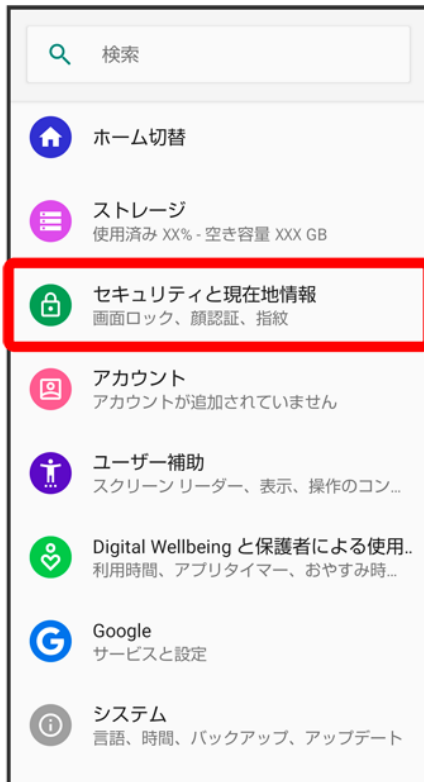 検索
ホーム切替
ストレージ
使用済み XX% - 空き容量 XXX GB
セキュリティと現在地情報
画面ロック、顔認証、指紋
アカウント
アカウントが追加されていません
ユーザー補助
スクリーン リーダー、表示、操作のコン...
Digital Wellbeing と保護者による使用..
利用時間、アプリタイマー、おやすみ時...
Google
サービスと設定
システム
言語、時間、バックアップ、アップデート